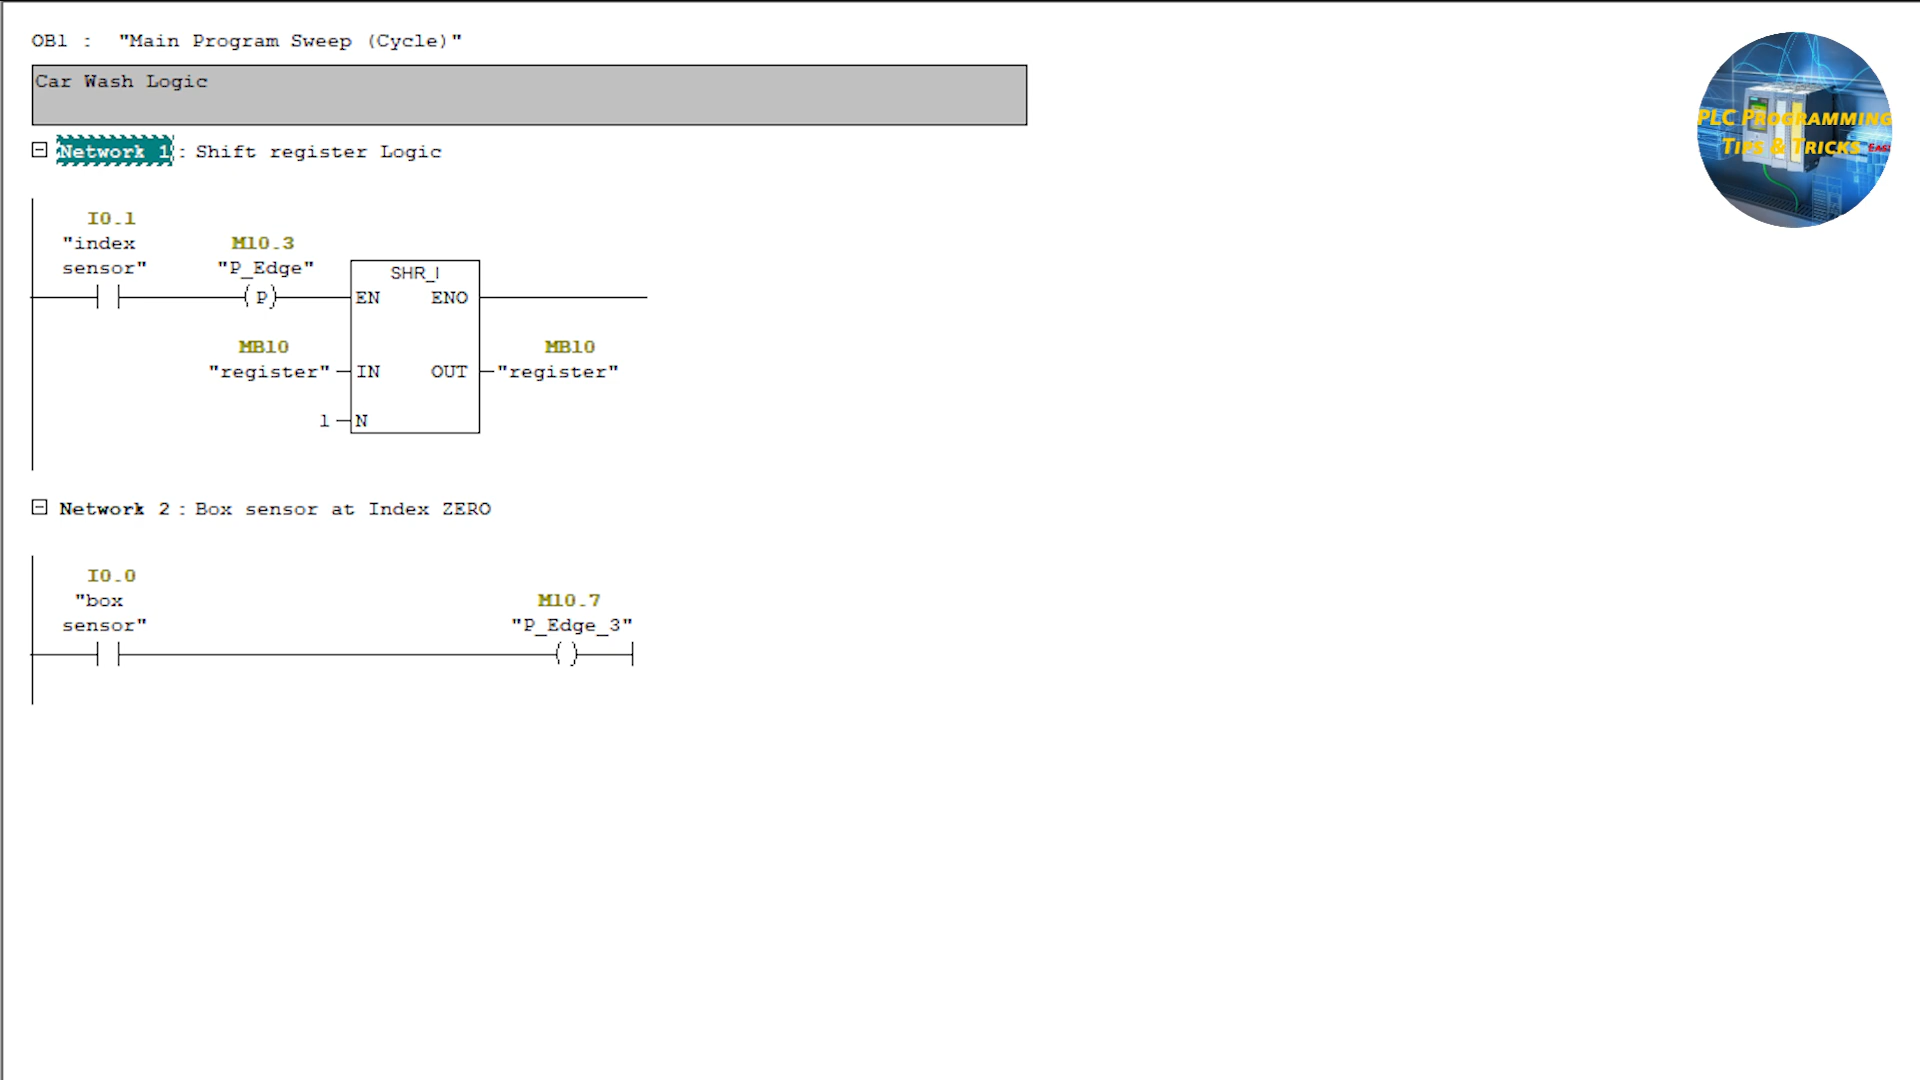 OB1 : "Main Program Sweep (Cycle)"
Car Wash Logic
Network 1 : Shift register Logic
I0.1
"index
sensor"
M10.3
"P_Edge"
(P)
SHR_I
EN ENO
MB10
"register"
IN OUT
MB10
"register"
1 N
Network 2 : Box sensor at Index ZERO
I0.0
"box
sensor"
M10.7
"P_Edge_3"
( )
PLC PROGRAMMING
TIPS & TRICKS